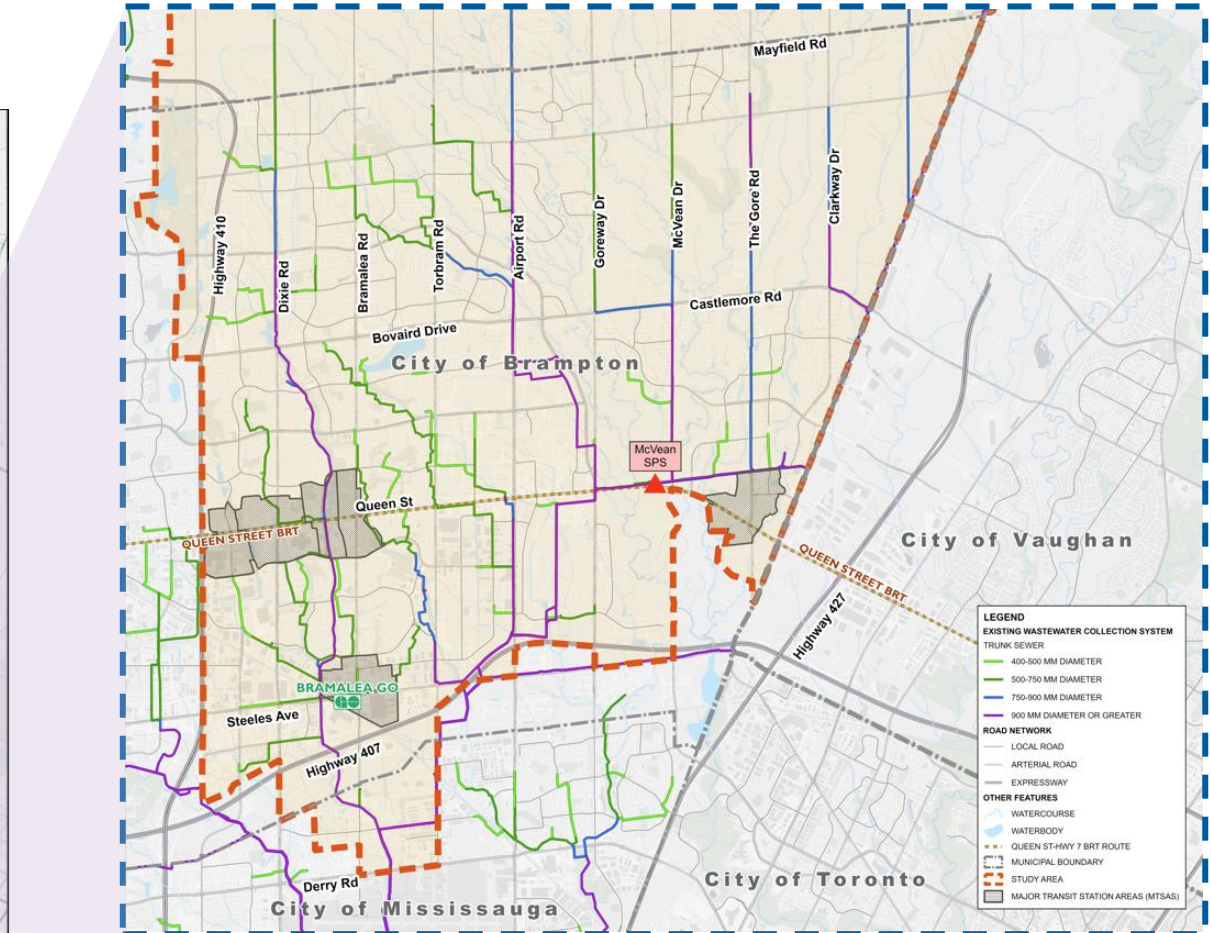 Mayfield Rd
Highway 410
Dixie Rd
Bramalea Rd
Torbram Rd
Airport Rd
Goreway Dr
McVean Dr
The Gore Rd
Clarkway Dr
Castlemore Rd
Bovaird Drive
City of Brampton
McVean
SPS
Queen St
QUEEN STREET BRT
QUEEN STREET BRT
City of Vaughan
Highway 427
BRAMALEA GO
GO
Steeles Ave
Highway 407
Derry Rd
City of Mississauga
City of Toronto
LEGEND
EXISTING WASTEWATER COLLECTION SYSTEM
TRUNK SEWER
400-500 MM DIAMETER
500-750 MM DIAMETER
750-900 MM DIAMETER
900 MM DIAMETER OR GREATER
ROAD NETWORK
LOCAL ROAD
ARTERIAL ROAD
EXPRESSWAY
OTHER FEATURES
WATERCOURSE
WATERBODY
QUEEN ST-HWY 7 BRT ROUTE
MUNICIPAL BOUNDARY
STUDY AREA
MAJOR TRANSIT STATION AREAS (MTSAS)